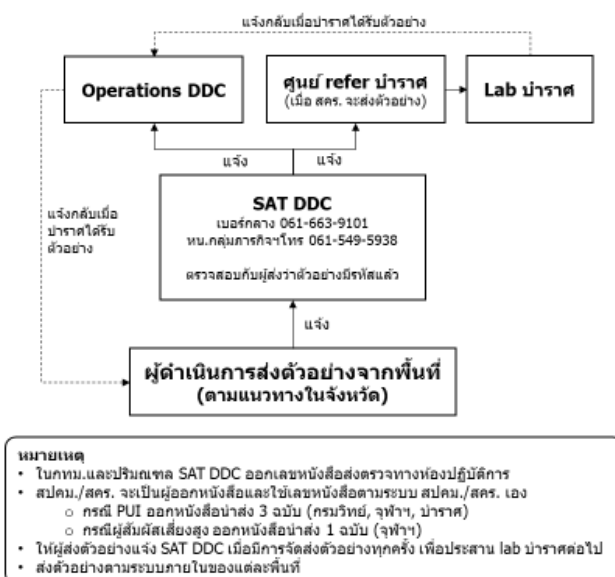 แจ้งกลับเมื่อบำราศได้รับตัวอย่าง
Operations DDC
ศูนย์ refer บำราศ
(เมื่อ สคร. จะส่งตัวอย่าง)
Lab บำราศ
แจ้ง
แจ้ง
แจ้งกลับเมื่อ
บำราศได้รับ
ตัวอย่าง
SAT DDC
เบอร์กลาง 061-663-9101
หน.กลุ่มภารกิจฯโทร 061-549-5938
ตรวจสอบกับผู้ส่งว่าตัวอย่างมีรหัสแล้ว
แจ้ง
ผู้ดำเนินการส่งตัวอย่างจากพื้นที่
(ตามแนวทางในจังหวัด)
หมายเหตุ
• ในกทม.และปริมณฑล SAT DDC ออกเลขหนังสือส่งตรวจทางห้องปฏิบัติการ
• สปคม./สคร. จะเป็นผู้ออกหนังสือและใช้เลขหนังสือตามระบบ สปคม./สคร. เอง
○ กรณี PUI ออกหนังสือนำส่ง 3 ฉบับ (กรมวิทย์, จุฬาฯ, บำราศ)
○ กรณีผู้สัมผัสเสี่ยงสูง ออกหนังสือนำส่ง 1 ฉบับ (จุฬาฯ)
• ให้ผู้ส่งตัวอย่างแจ้ง SAT DDC เมื่อมีการจัดส่งตัวอย่างทุกครั้ง เพื่อประสาน lab บำราศต่อไป
• ส่งตัวอย่างตามระบบภายในของแต่ละพื้นที่